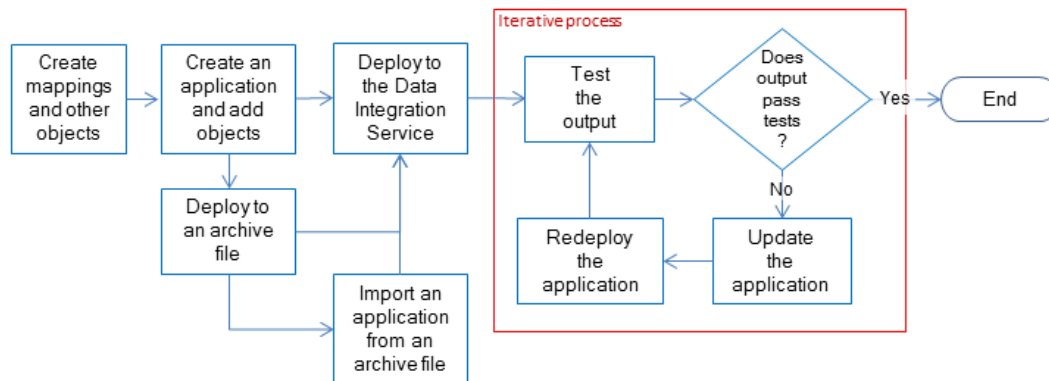 Iterative process
Create
mappings
and other
objects
Create an
application
and add
objects
Deploy to
the Data
Integration
Service
Test
the
output
Does
output
pass
tests
?
Yes
End
No
Deploy to
an archive
file
Redeploy
the
application
Update
the
application
Import an
application
from an
archive file